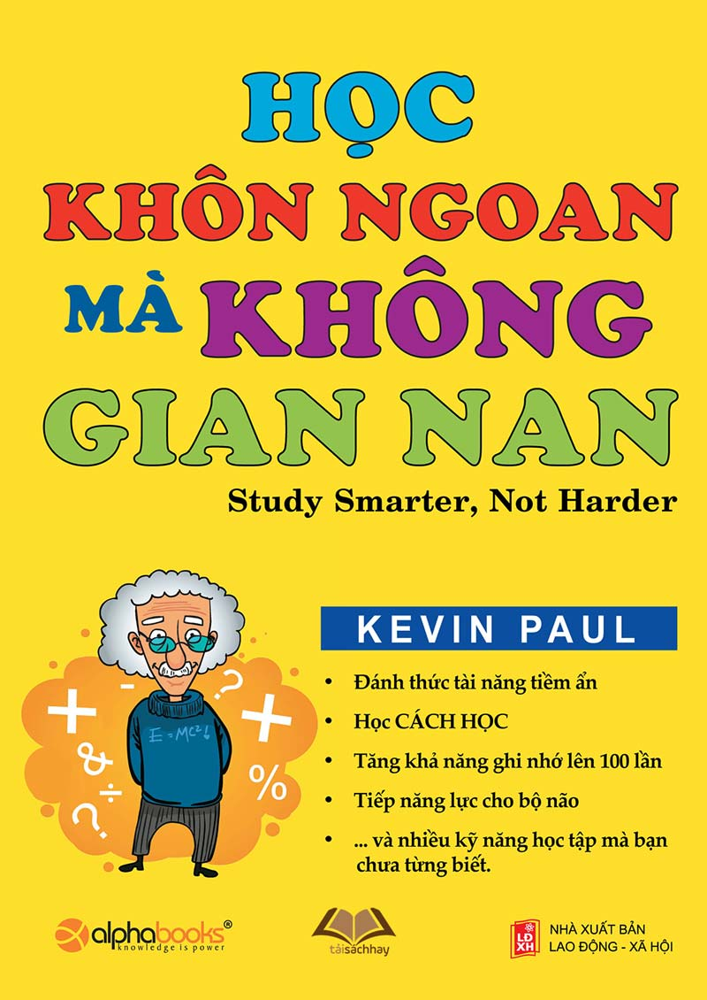 HỌC
KHÔN NGOAN
MÀ KHÔNG
GIAN NAN
Study Smarter, Not Harder
KEVIN PAUL
• Đánh thức tài năng tiềm ẩn
• Học CÁCH HỌC
• Tăng khả năng ghi nhớ lên 100 lần
• Tiếp năng lực cho bộ não
• ... và nhiều kỹ năng học tập mà bạn
chưa từng biết.
+ - ? +
E = MC²!
& ÷ %
?
alphabooks®
knowledge is power
tảisáchhay
LĐ
XH
NHÀ XUẤT BẢN
LAO ĐỘNG - XÃ HỘI